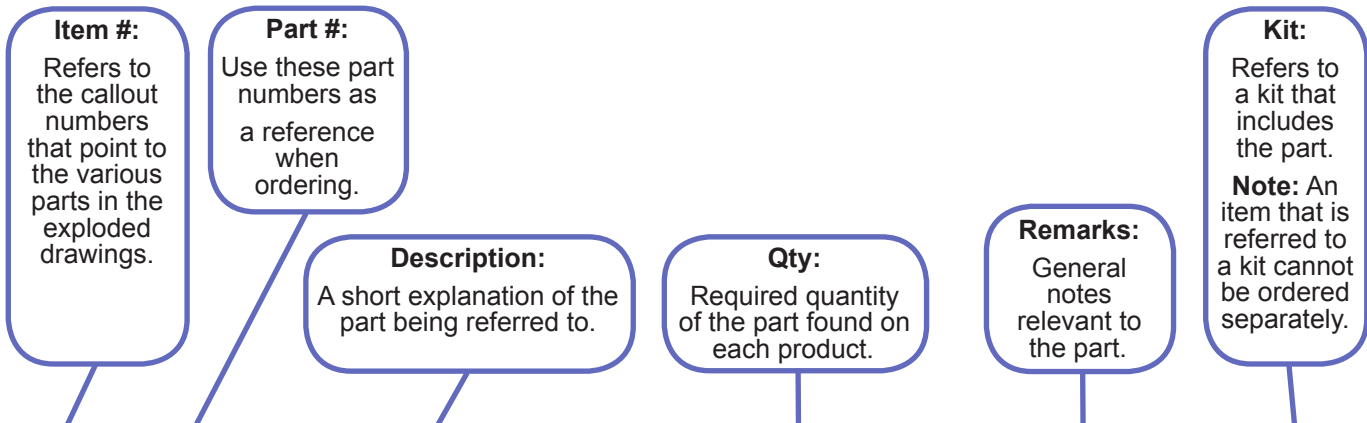 Item #:
Refers to
the callout
numbers
that point to
the various
parts in the
exploded
drawings.
Part #:
Use these part
numbers as
a reference
when
ordering.
Description:
A short explanation of the
part being referred to.
Qty:
Required quantity
of the part found on
each product.
Remarks:
General
notes
relevant to
the part.
Kit:
Refers to
a kit that
includes
the part.
Note: An
item that is
referred to
a kit cannot
be ordered
separately.